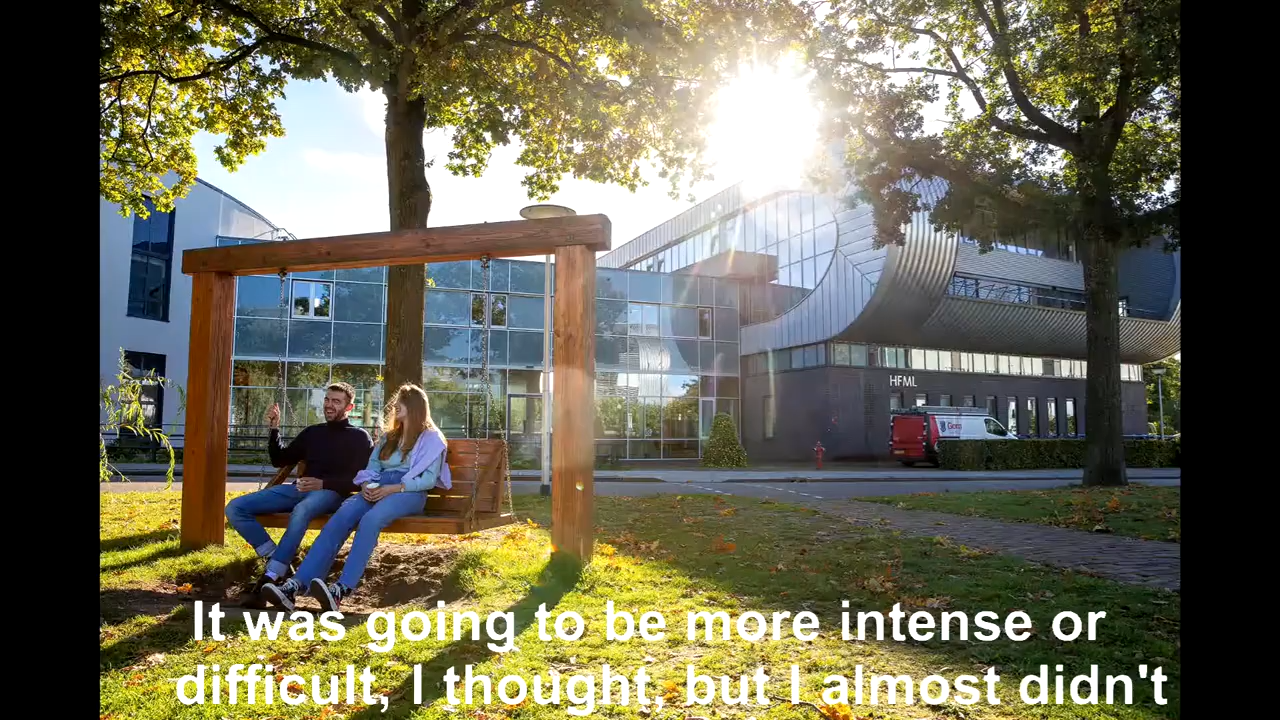 HFML
It was going to be more intense or
difficult, I thought, but I almost didn't